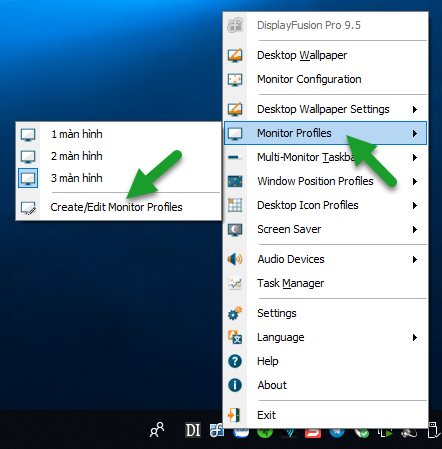 DisplayFusion Pro 9.5
Desktop Wallpaper
Monitor Configuration
Desktop Wallpaper Settings
Monitor Profiles
Multi-Monitor Taskba
Window Position Profiles
Desktop Icon Profiles
Screen Saver
Audio Devices
Task Manager
Settings
Language
Help
About
Exit
1 màn hình
2 màn hình
3 màn hình
Create/Edit Monitor Profiles
DI